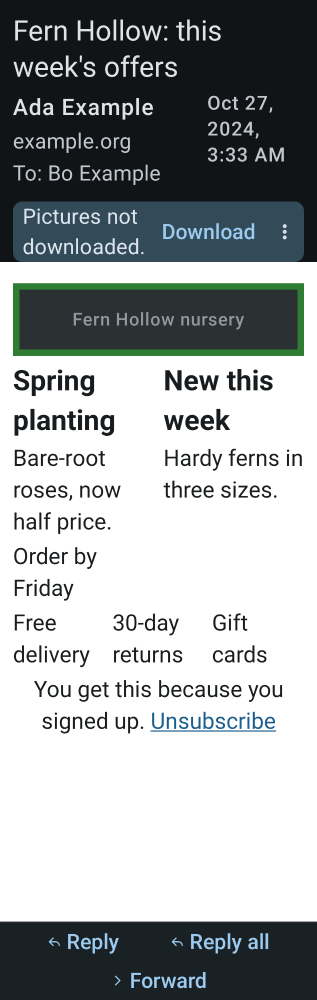 Fern Hollow: this
week's offers
Ada Example
example.org
To: Bo Example
Oct 27,
2024,
3:33 AM
Pictures not
downloaded.
Download
Fern Hollow nursery
Spring
planting
Bare-root
roses, now
half price.
Order by
Friday
New this
week
Hardy ferns in
three sizes.
Free
delivery
30-day
returns
Gift
cards
You get this because you
signed up. Unsubscribe
Reply
Reply all
Forward